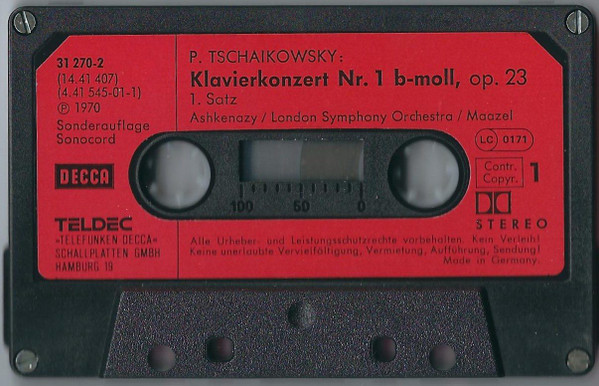 31 270-2
(14.41 407)
(4.41 545-01-1)
℗ 1970
Sonderauflage
Sonocord
DECCA
TELDEC
»TELEFUNKEN DECCA«
SCHALLPLATTEN GMBH
HAMBURG 19
P. TSCHAIKOWSKY:
Klavierkonzert Nr. 1 b-moll, op. 23
1. Satz
Ashkenazy / London Symphony Orchestra / Maazel
LC 0171
Contr.
Copyr.
1
STEREO
100 50 0
Alle Urheber- und Leistungsschutzrechte vorbehalten. Kein Verleih!
Keine unerlaubte Vervielfältigung, Vermietung, Aufführung, Sendung!
Made in Germany.